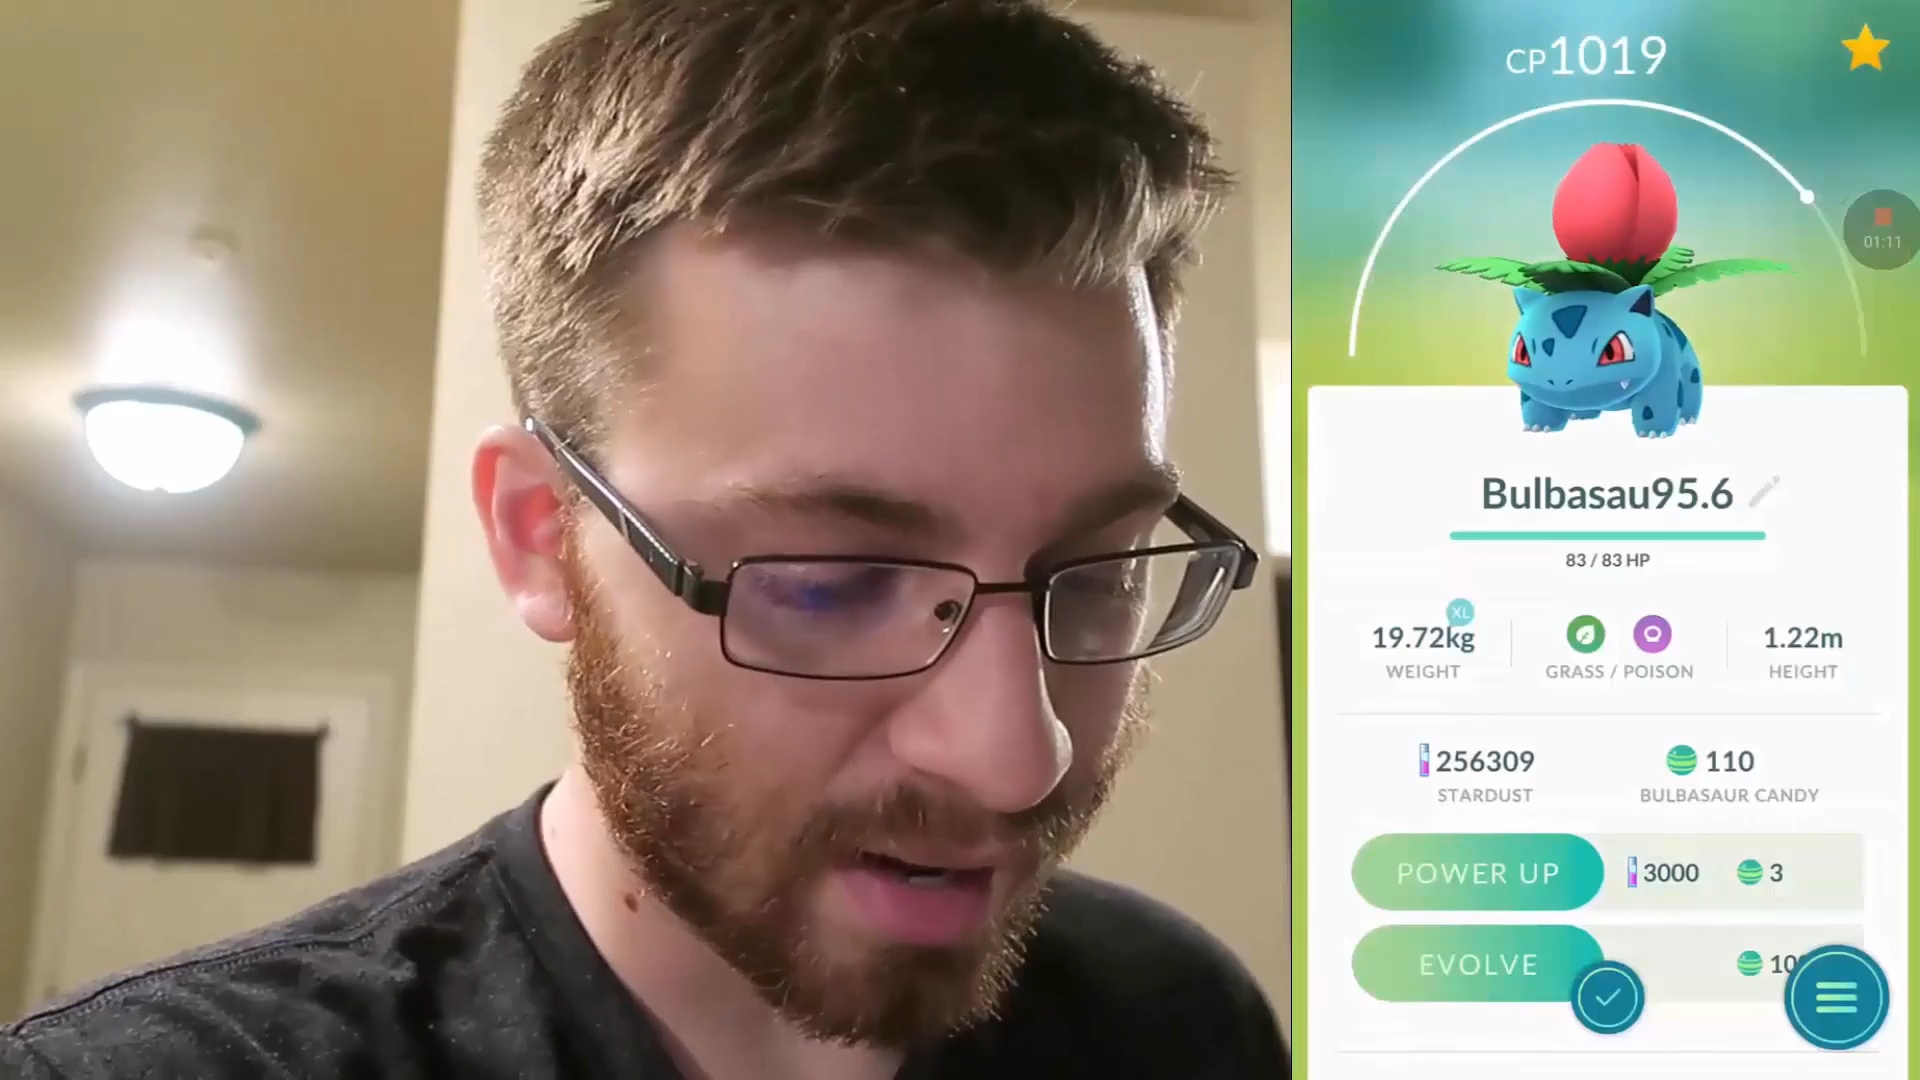 CP1019
01:11
Bulbasau95.6
83 / 83 HP
XL
19.72kg
WEIGHT
GRASS / POISON
1.22m
HEIGHT
256309
STARDUST
110
BULBASAUR CANDY
POWER UP 3000 3
EVOLVE